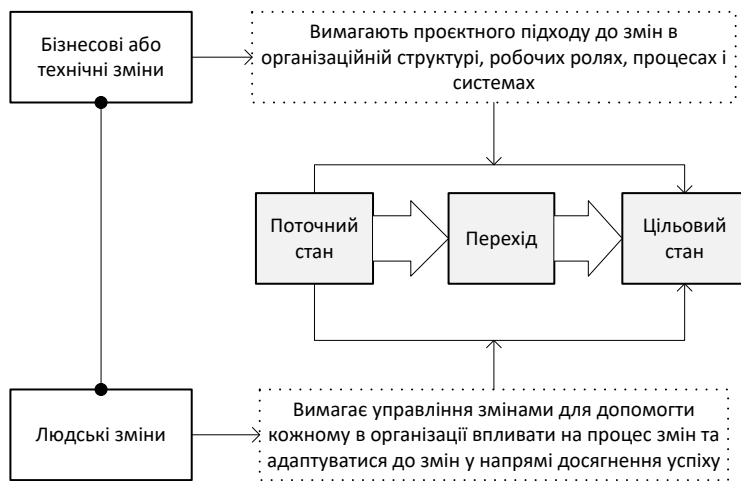 Бізнесові або
технічні зміни
Вимагають проєктного підходу до змін в
організаційній структурі, робочих ролях, процесах і
системах
Поточний
стан
Перехід
Цільовий
стан
Людські зміни
Вимагає управління змінами для допомоги
кожному в організації впливати на процес змін та
адаптуватися до змін у напрямі досягнення успіху